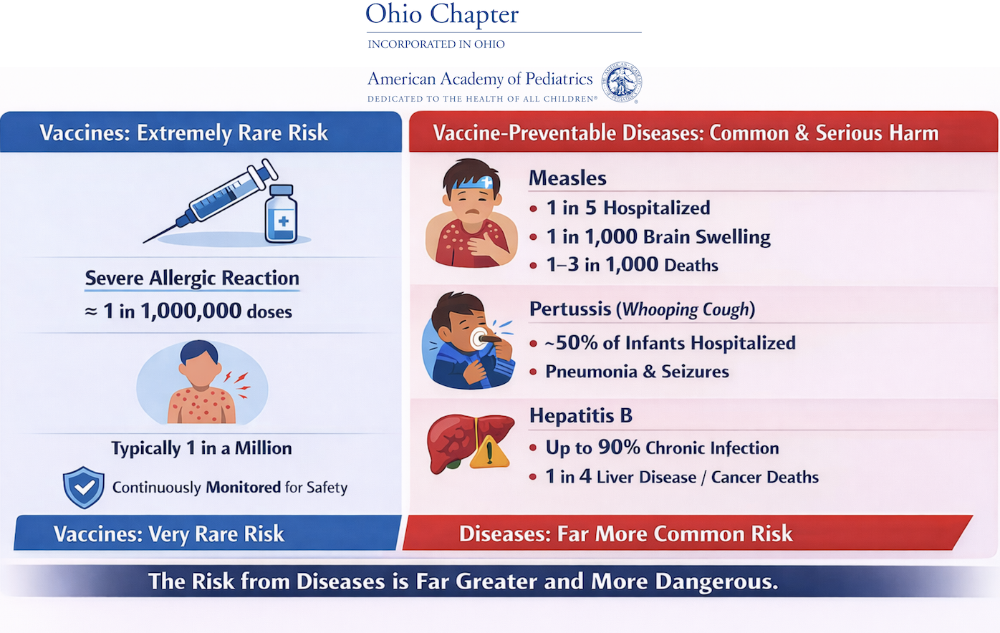 Ohio Chapter
INCORPORATED IN OHIO
American Academy of Pediatrics
DEDICATED TO THE HEALTH OF ALL CHILDREN®
Vaccines: Extremely Rare Risk
Severe Allergic Reaction
≈ 1 in 1,000,000 doses
Typically 1 in a Million
Continuously Monitored for Safety
Vaccines: Very Rare Risk
Vaccine-Preventable Diseases: Common & Serious Harm
Measles
• 1 in 5 Hospitalized
• 1 in 1,000 Brain Swelling
• 1–3 in 1,000 Deaths
Pertussis (Whooping Cough)
• ~50% of Infants Hospitalized
• Pneumonia & Seizures
Hepatitis B
• Up to 90% Chronic Infection
• 1 in 4 Liver Disease / Cancer Deaths
Diseases: Far More Common Risk
The Risk from Diseases is Far Greater and More Dangerous.